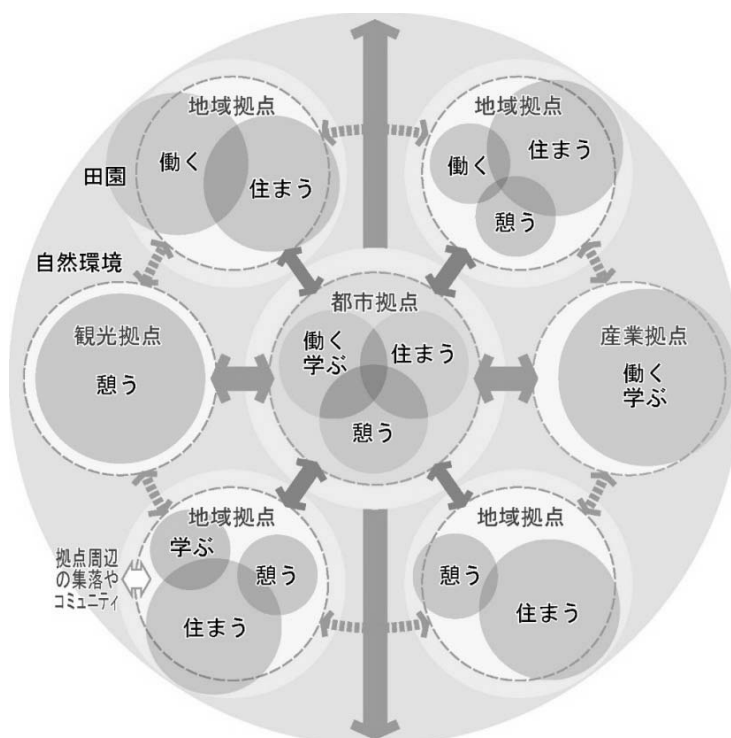 地域拠点
働く
住まう
地域拠点
働く
住まう
憩う
田園
自然環境
都市拠点
働く
学ぶ
住まう
憩う
観光拠点
憩う
産業拠点
働く
学ぶ
地域拠点
学ぶ
憩う
住まう
地域拠点
憩う
住まう
拠点周辺
の集落や
コミュニティ